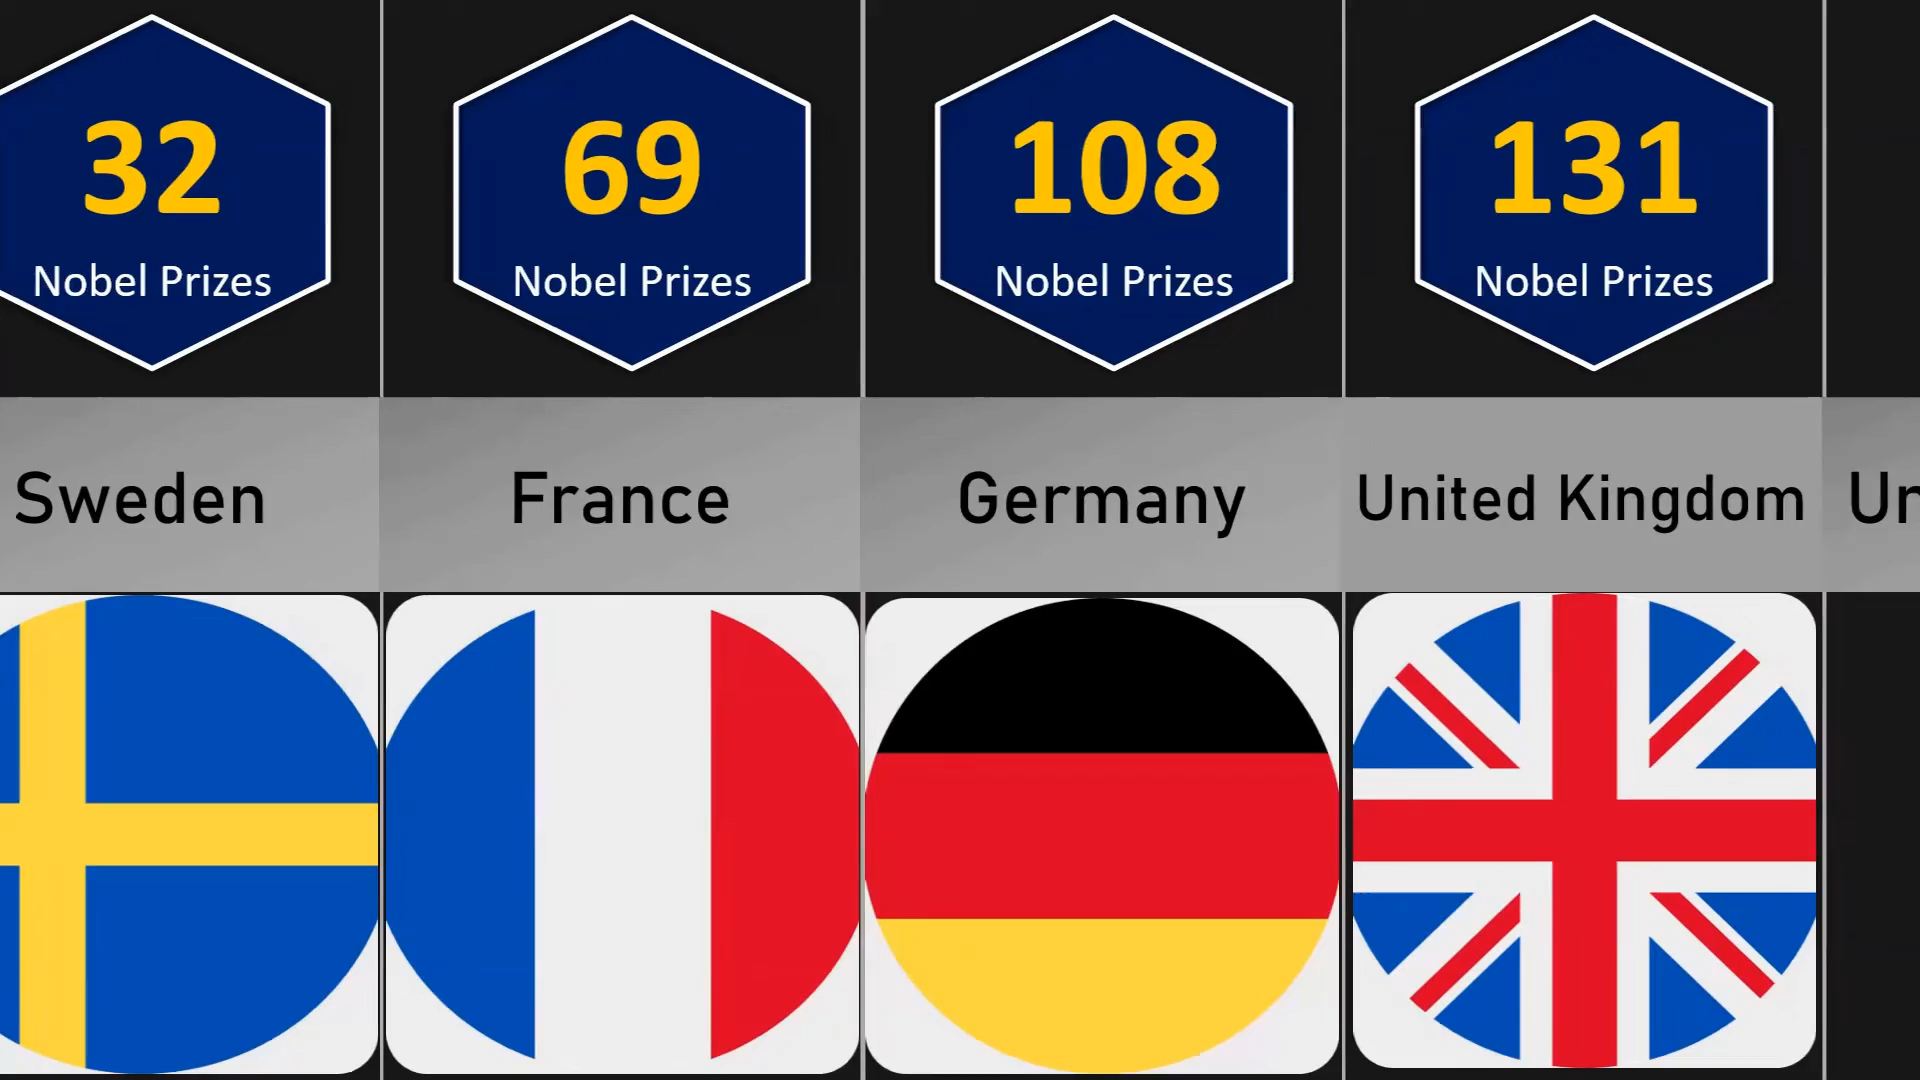 32
Nobel Prizes
69
Nobel Prizes
108
Nobel Prizes
131
Nobel Prizes
Sweden
France
Germany
United Kingdom